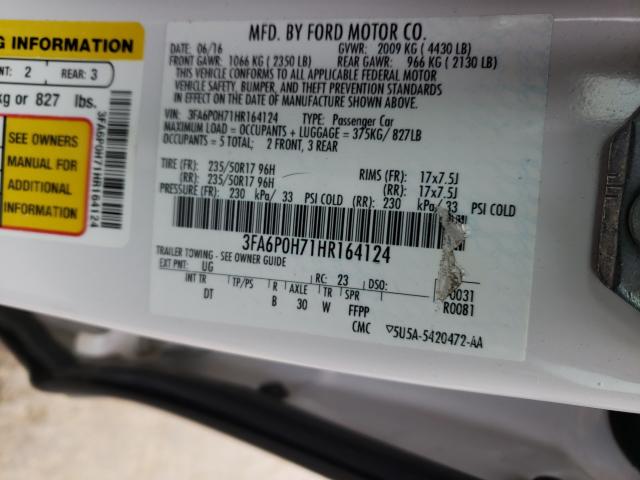 G INFORMATION
NT: 2 REAR: 3
kg or 827 lbs.
SEE OWNERS
MANUAL FOR
ADDITIONAL
INFORMATION
3FA6P0H71HR164124
MFD. BY FORD MOTOR CO.
DATE: 06/16 GVWR: 2009 KG (4430 LB)
FRONT GAWR: 1066 KG (2350 LB) REAR GAWR: 966 KG (2130 LB)
THIS VEHICLE CONFORMS TO ALL APPLICABLE FEDERAL MOTOR
VEHICLE SAFETY, BUMPER, AND THEFT PREVENTION STANDARDS
IN EFFECT ON THE DATE OF MANUFACTURE SHOWN ABOVE.
VIN: 3FA6P0H71HR164124 TYPE: Passenger Car
MAXIMUM LOAD = OCCUPANTS + LUGGAGE = 375KG/827LB
OCCUPANTS = 5 TOTAL; 2 FRONT, 3 REAR
TIRE (FR): 235/50R17 96H RIMS (FR): 17x7.5J
(RR): 235/50R17 96H (RR): 17x7.5J
PRESSURE (FR): 230 kPa/ 33 PSI COLD (RR): 230 kPa/ 33 PSI COLD
3FA6P0H71HR164124
TRAILER TOWING - SEE OWNER GUIDE
EXT PNT: UG RC: 23 DSO:
INT TR TP/PS R AXLE TR SPR 0031
DT B 30 W FFPP R0081
CMC ▽5U5A-5420472-AA